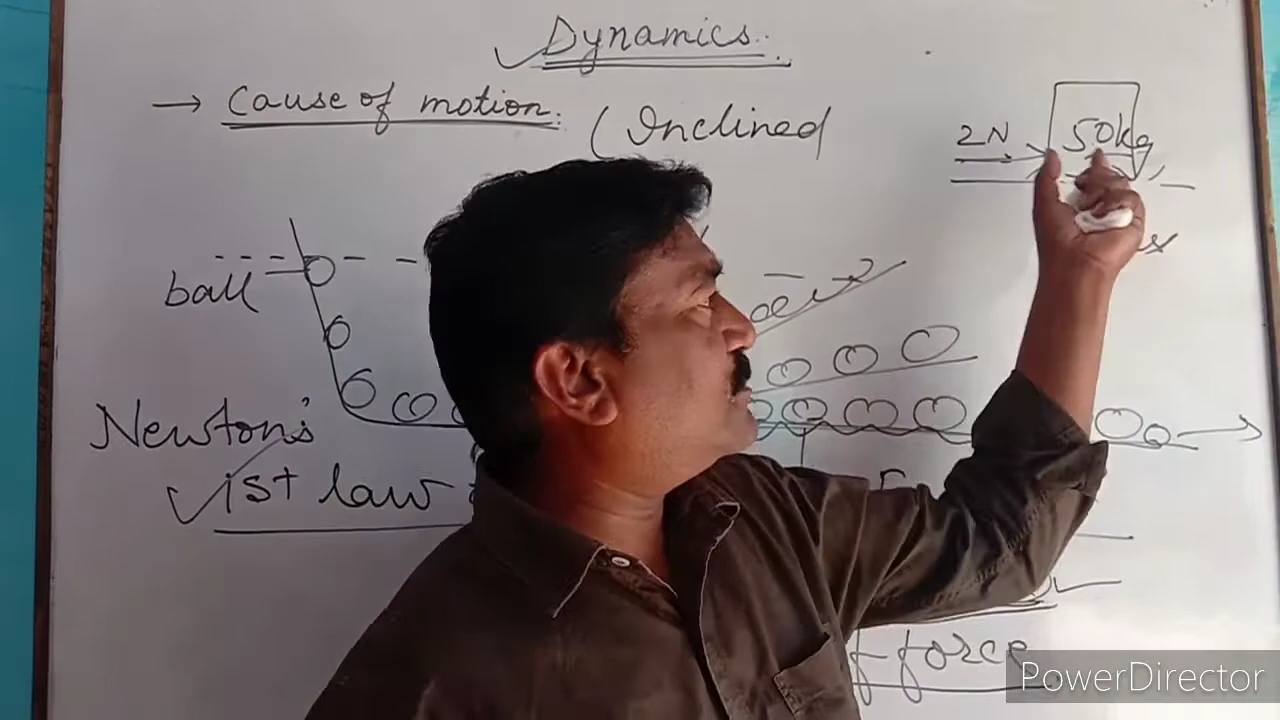 Dynamics
→ Cause of motion. (Inclined
2N 50kg
ball
Newton's
1st law
force
PowerDirector